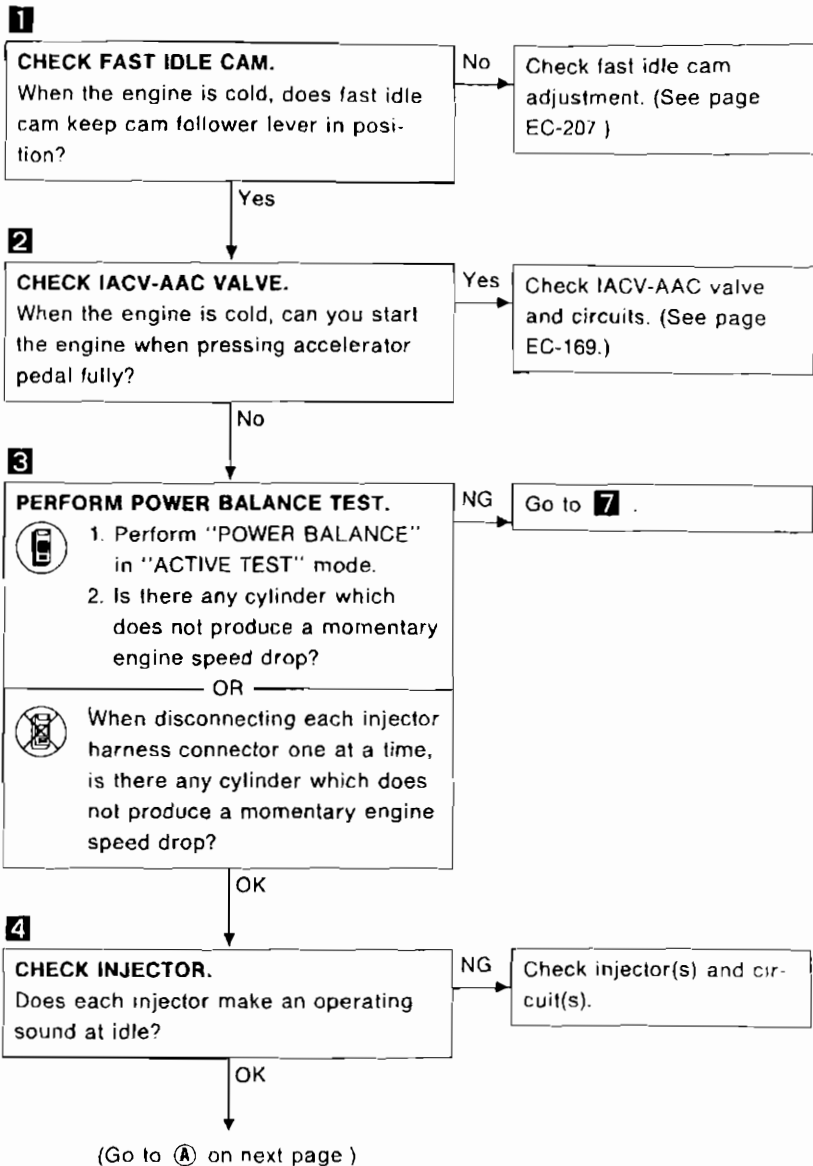 1
CHECK FAST IDLE CAM.
When the engine is cold, does fast idle
cam keep cam follower lever in posi-
tion?
No
Check fast idle cam
adjustment. (See page
EC-207 )
Yes
2
CHECK IACV-AAC VALVE.
When the engine is cold, can you start
the engine when pressing accelerator
pedal fully?
Yes
Check IACV-AAC valve
and circuits. (See page
EC-169.)
No
3
PERFORM POWER BALANCE TEST.
1. Perform "POWER BALANCE"
in "ACTIVE TEST" mode.
2. Is there any cylinder which
does not produce a momentary
engine speed drop?
OR
When disconnecting each injector
harness connector one at a time,
is there any cylinder which does
not produce a momentary engine
speed drop?
NG
Go to 7 .
OK
4
CHECK INJECTOR.
Does each injector make an operating
sound at idle?
NG
Check injector(s) and cir-
cuit(s).
OK
(Go to Ⓐ on next page )